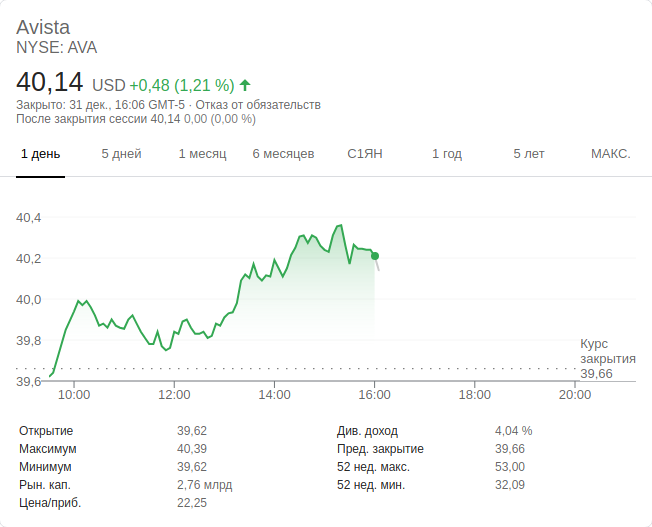 Avista
NYSE: AVA
40,14 USD +0,48 (1,21 %)
Закрыто: 31 дек., 16:06 GMT-5 · Отказ от обязательств
После закрытия сессии 40,14 0,00 (0,00 %)
1 день 5 дней 1 месяц 6 месяцев С1ЯН 1 год 5 лет МАКС.
40,4
40,2
40,0
39,8
39,6
Курс
закрытия
39,66
10:00 12:00 14:00 16:00 18:00 20:00
Открытие 39,62 Див. доход 4,04 %
Максимум 40,39 Пред. закрытие 39,66
Минимум 39,62 52 нед. макс. 53,00
Рын. кап. 2,76 млрд 52 нед. мин. 32,09
Цена/приб. 22,25